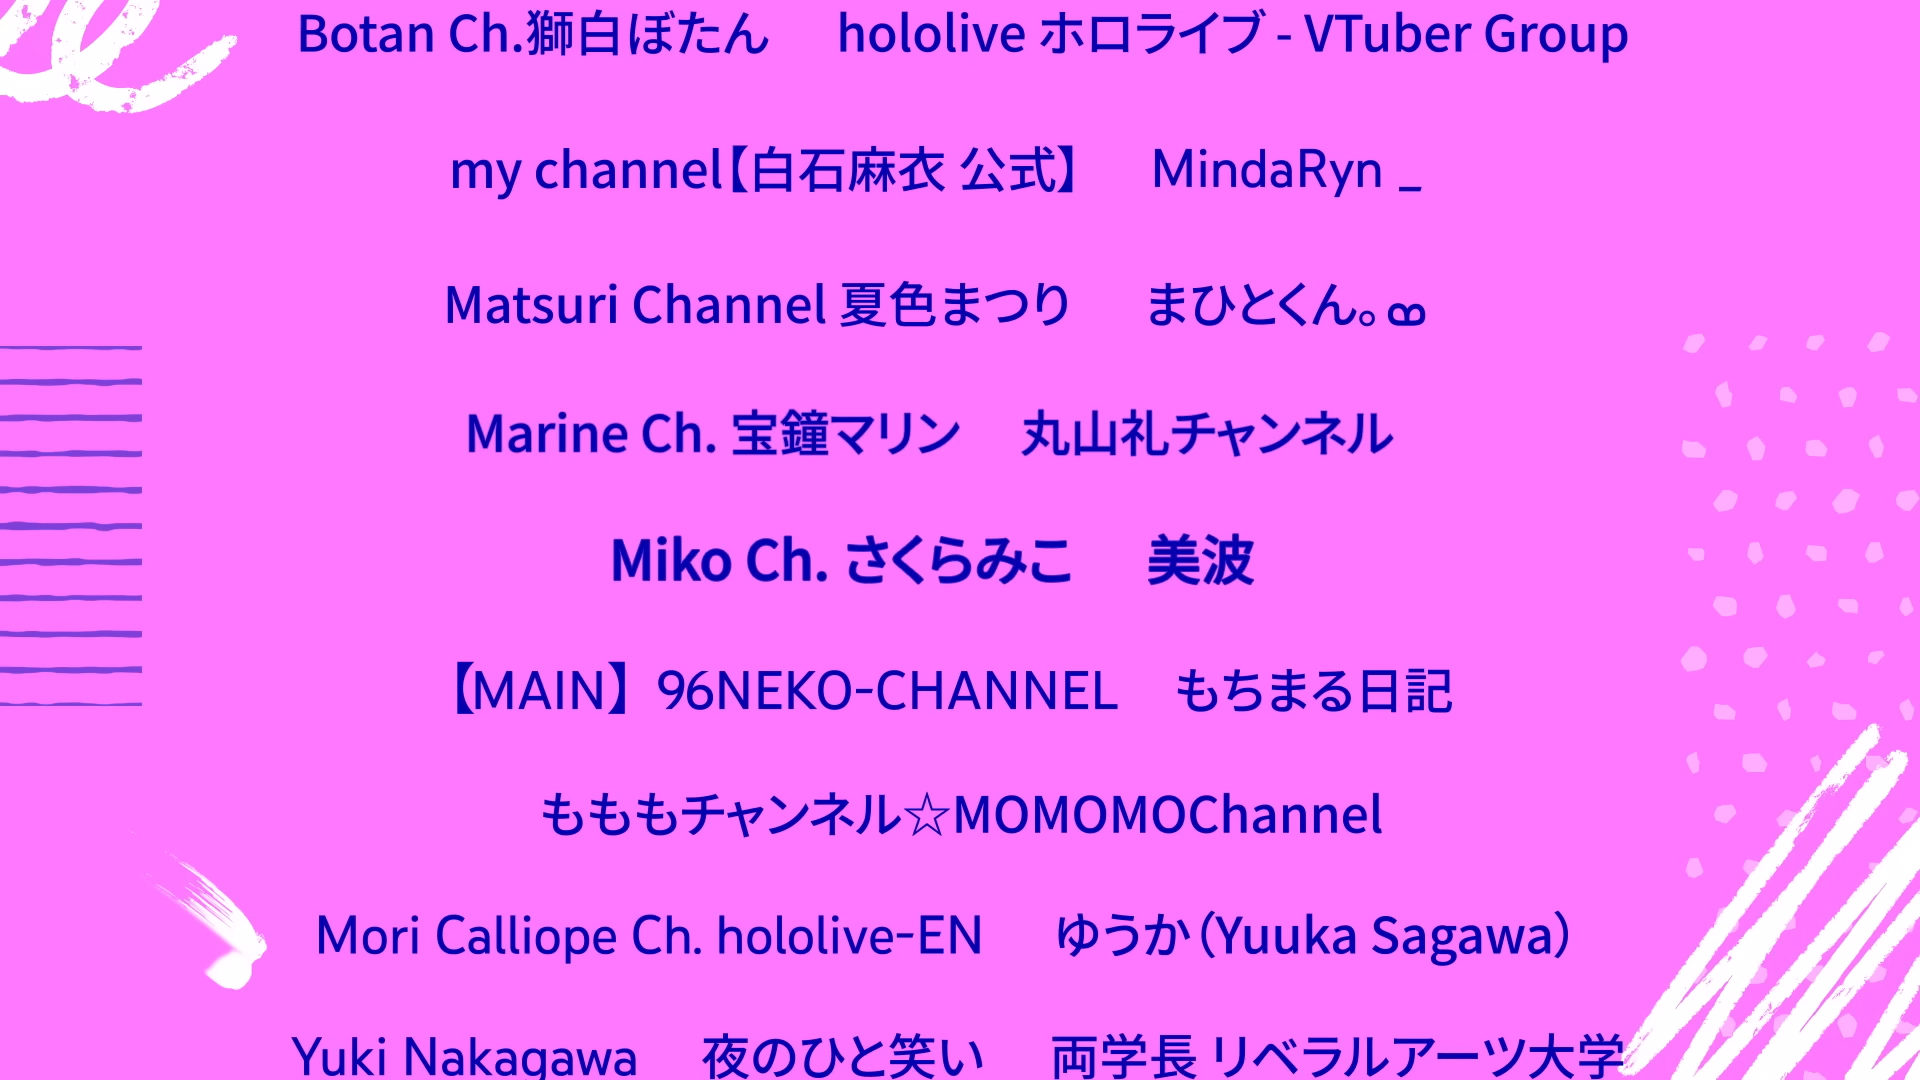 Botan Ch.獅白ぼたん hololive ホロライブ - VTuber Group
my channel【白石麻衣 公式】 MindaRyn _
Matsuri Channel 夏色まつり まひとくん。ത
Marine Ch. 宝鐘マリン 丸山礼チャンネル
Miko Ch. さくらみこ 美波
【MAIN】96NEKO-CHANNEL もちまる日記
もももチャンネル☆MOMOMOChannel
Mori Calliope Ch. hololive-EN ゆうか（Yuuka Sagawa）
Yuki Nakagawa 夜のひと笑い 両学長 リベラルアーツ大学